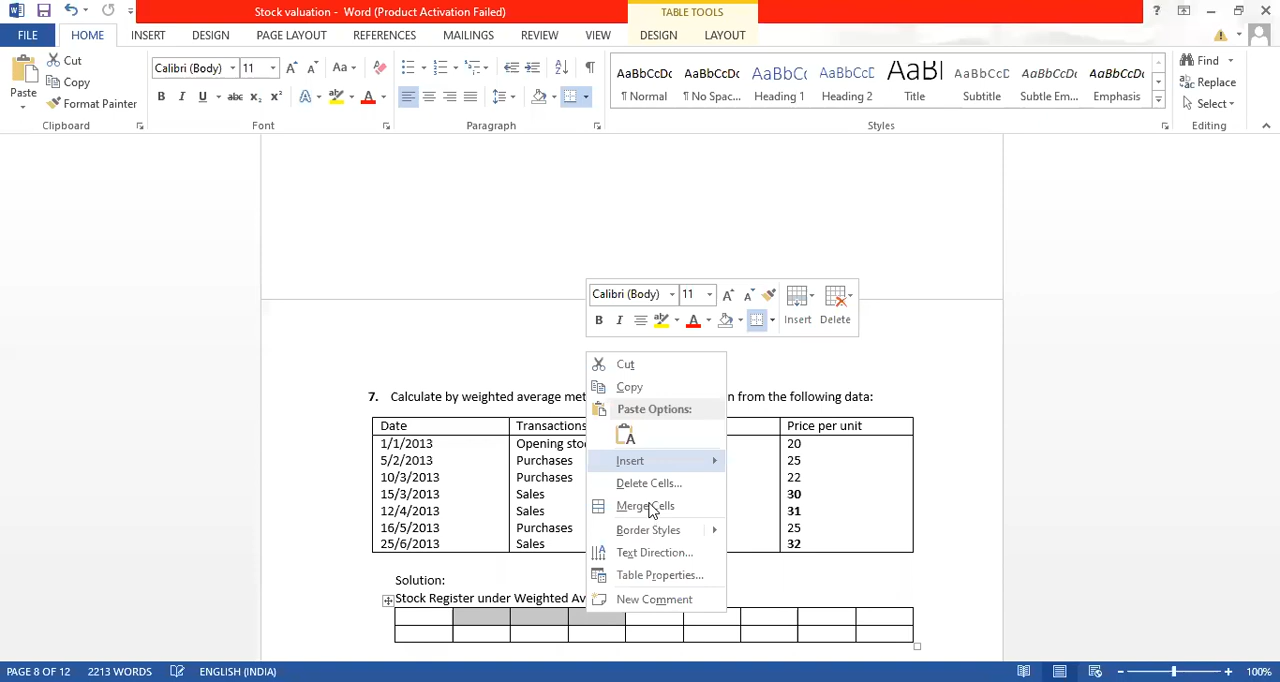 Stock valuation - Word (Product Activation Failed)
TABLE TOOLS
FILE HOME INSERT DESIGN PAGE LAYOUT REFERENCES MAILINGS REVIEW VIEW DESIGN LAYOUT
Paste
Cut
Copy
Format Painter
Clipboard
Calibri (Body) 11
Font
Paragraph
AaBbCcDc AaBbCcDc AaBbCc AaBbCcD AaBl AaBbCcD AaBbCcDc AaBbCcDc
¶ Normal ¶ No Spac... Heading 1 Heading 2 Title Subtitle Subtle Em... Emphasis
Styles
Find
Replace
Select
Editing
Calibri (Body) 11
Insert Delete
Cut
Copy
Paste Options:
Insert
Delete Cells...
Merge Cells
Border Styles
Text Direction...
Table Properties...
New Comment
7. Calculate by weighted average from the following data:
Date Transactions Price per unit
1/1/2013 Opening 20
5/2/2013 Purchases 25
10/3/2013 Purchases 22
15/3/2013 Sales 30
12/4/2013 Sales 31
16/5/2013 Purchases 25
25/6/2013 Sales 32
Solution:
Stock Register under Weighted
PAGE 8 OF 12 2213 WORDS ENGLISH (INDIA) 100%